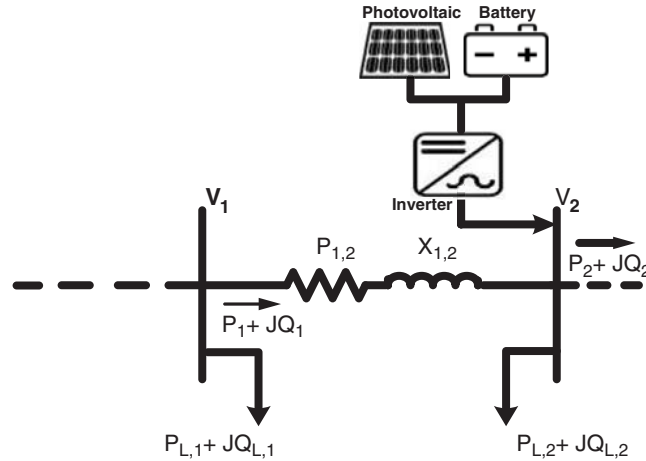 Photovoltaic Battery
Inverter
V1
V2
P1,2
X1,2
P2+ JQ2
P1+ JQ1
PL,1+ JQL,1
PL,2+ JQL,2